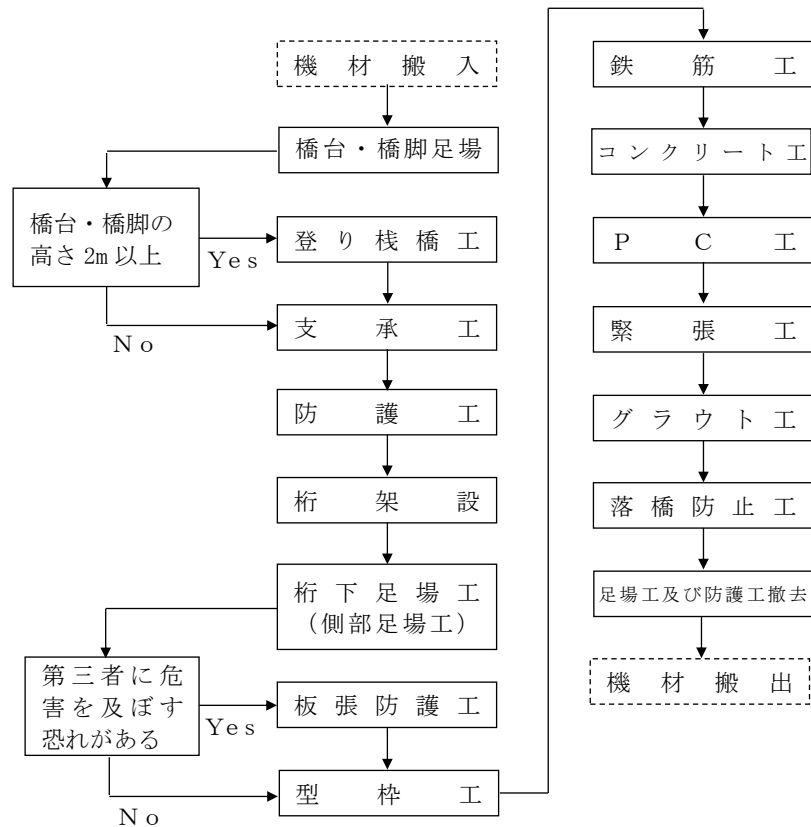 機材搬入
橋台・橋脚足場
橋台・橋脚の
高さ2m以上
Yes
No
登り桟橋工
支承工
防護工
桁架設
桁下足場工
（側部足場工）
第三者に危
害を及ぼす
恐れがある
Yes
No
板張防護工
型枠工
鉄筋工
コンクリート工
PC工
緊張工
グラウト工
落橋防止工
足場工及び防護工撤去
機材搬出